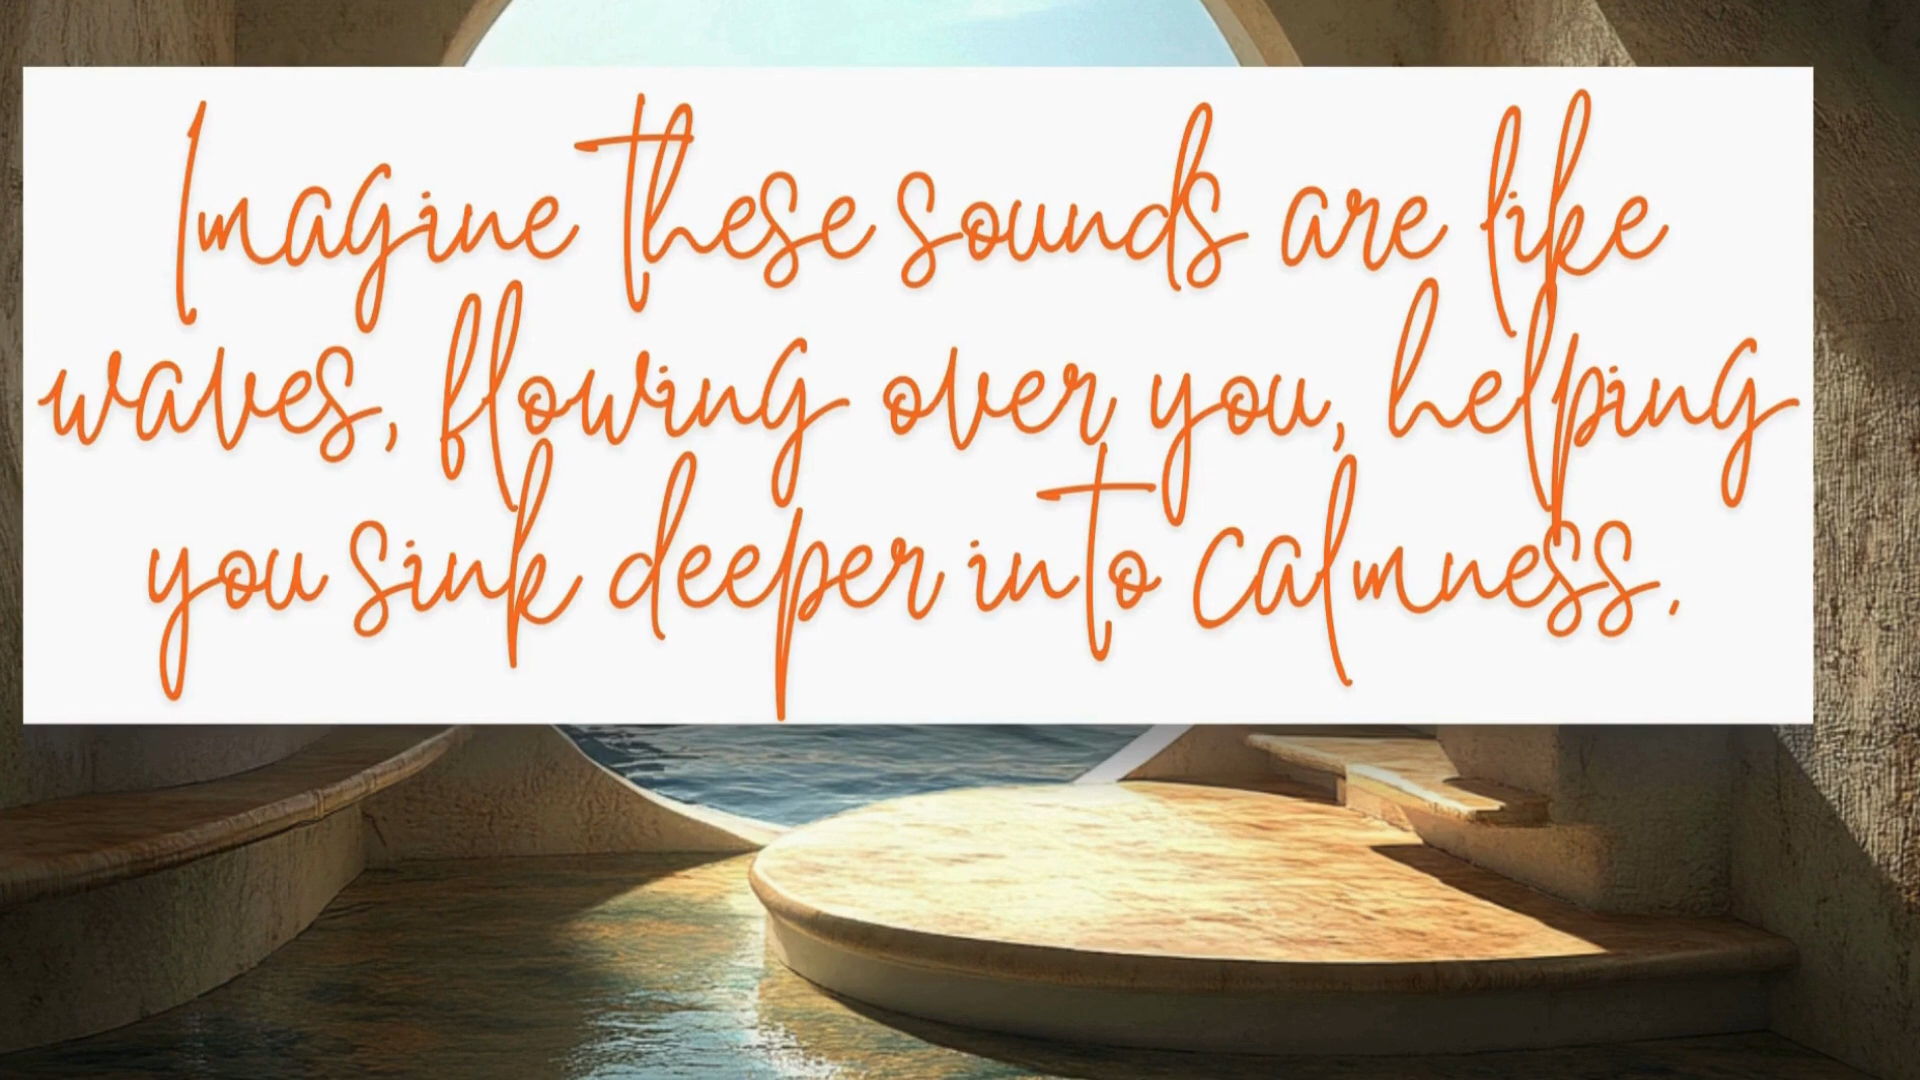 Imagine these sounds are like
waves, flowing over you, helping
you sink deeper into calmness.